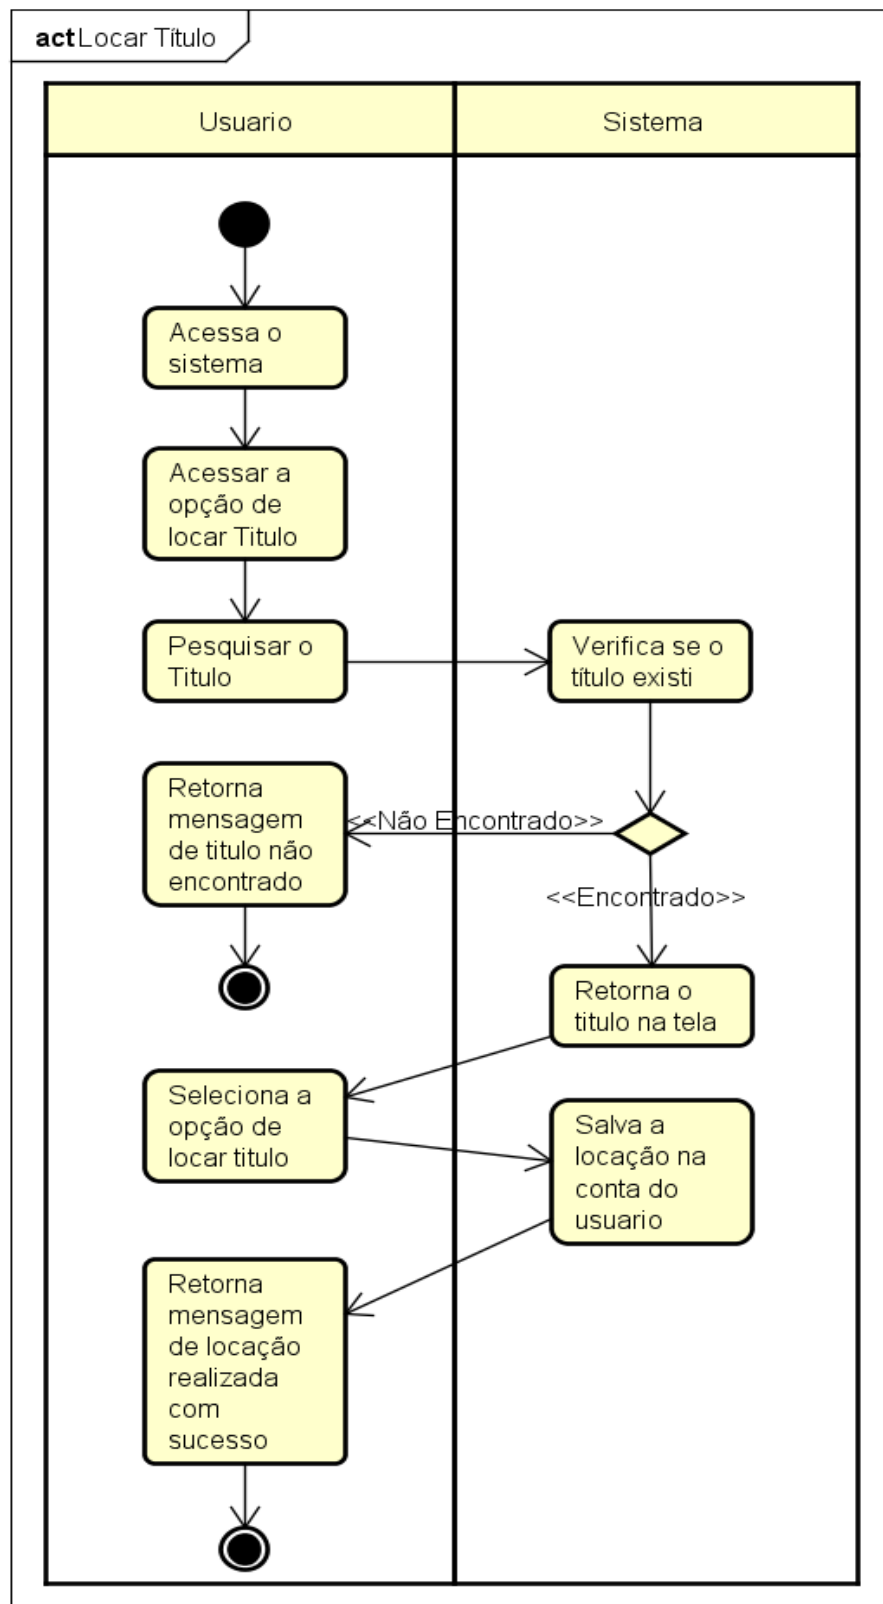 act Locar Título
Usuario
Sistema
Acessa o
sistema
Acessar a
opção de
locar Titulo
Pesquisar o
Titulo
Verifica se o
título existi
Retorna
mensagem
de titulo não
encontrado
<<Não Encontrado>>
<<Encontrado>>
Retorna o
titulo na tela
Seleciona a
opção de
locar titulo
Salva a
locação na
conta do
usuario
Retorna
mensagem
de locação
realizada
com
sucesso